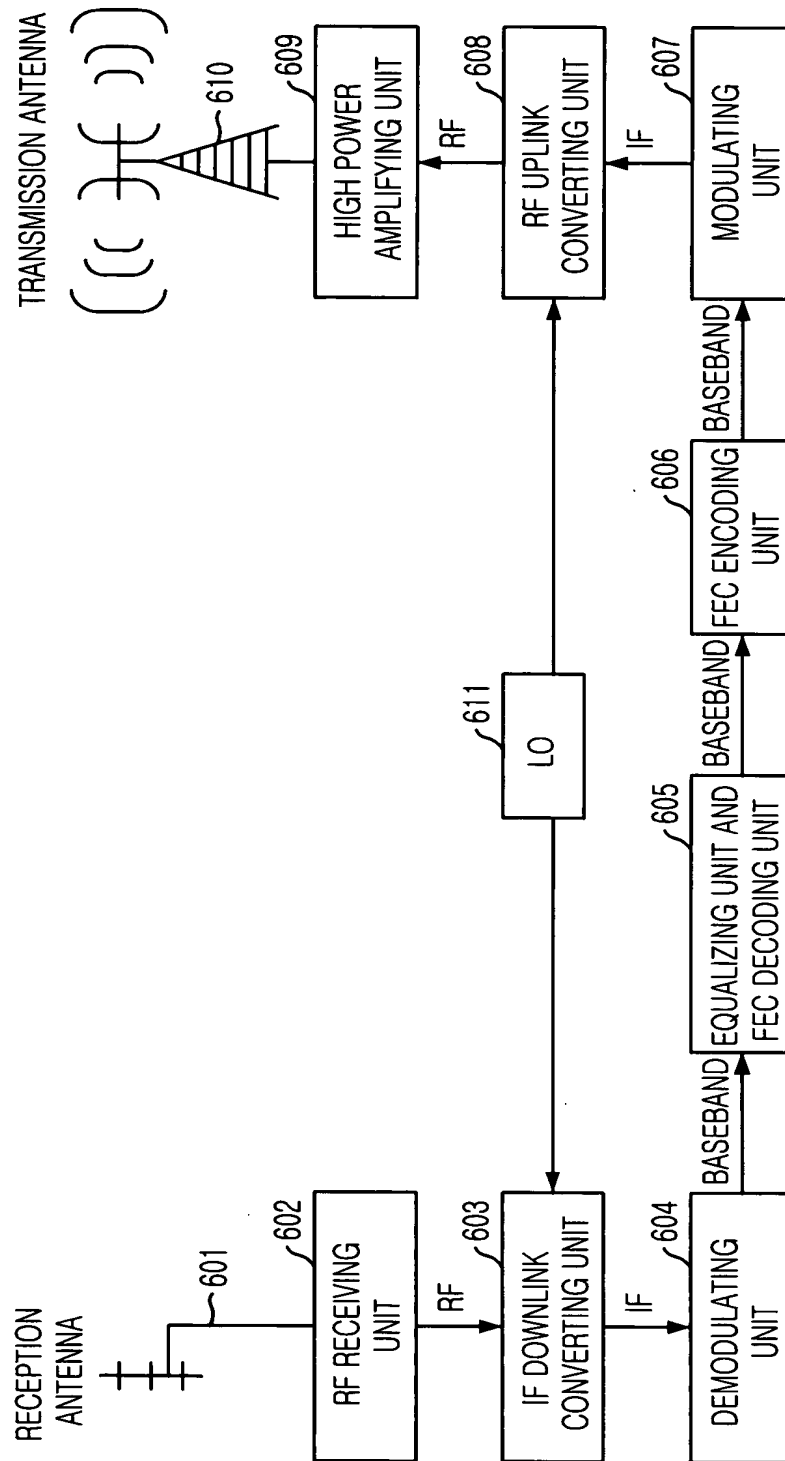 RECEPTION
ANTENNA
601
602
RF RECEIVING
UNIT
RF
603
IF DOWNLINK
CONVERTING UNIT
IF
604
DEMODULATING
UNIT
BASEBAND
605
EQUALIZING UNIT AND
FEC DECODING UNIT
BASEBAND
606
FEC ENCODING
UNIT
BASEBAND
607
MODULATING
UNIT
IF
608
RF UPLINK
CONVERTING UNIT
RF
609
HIGH POWER
AMPLIFYING UNIT
610
TRANSMISSION ANTENNA
611
LO